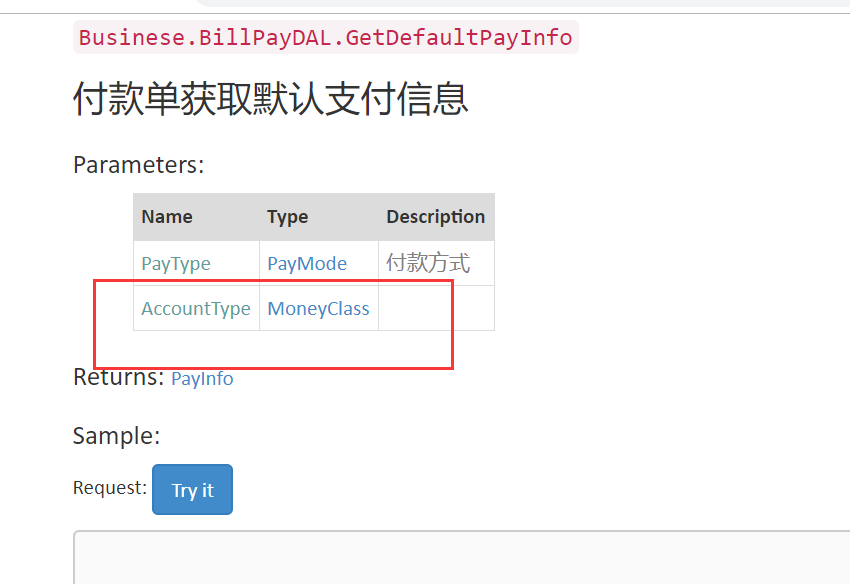 Businese.BillPayDAL.GetDefaultPayInfo
付款单获取默认支付信息
Parameters:
Name Type Description
PayType PayMode 付款方式
AccountType MoneyClass
Returns: PayInfo
Sample:
Request: Try it